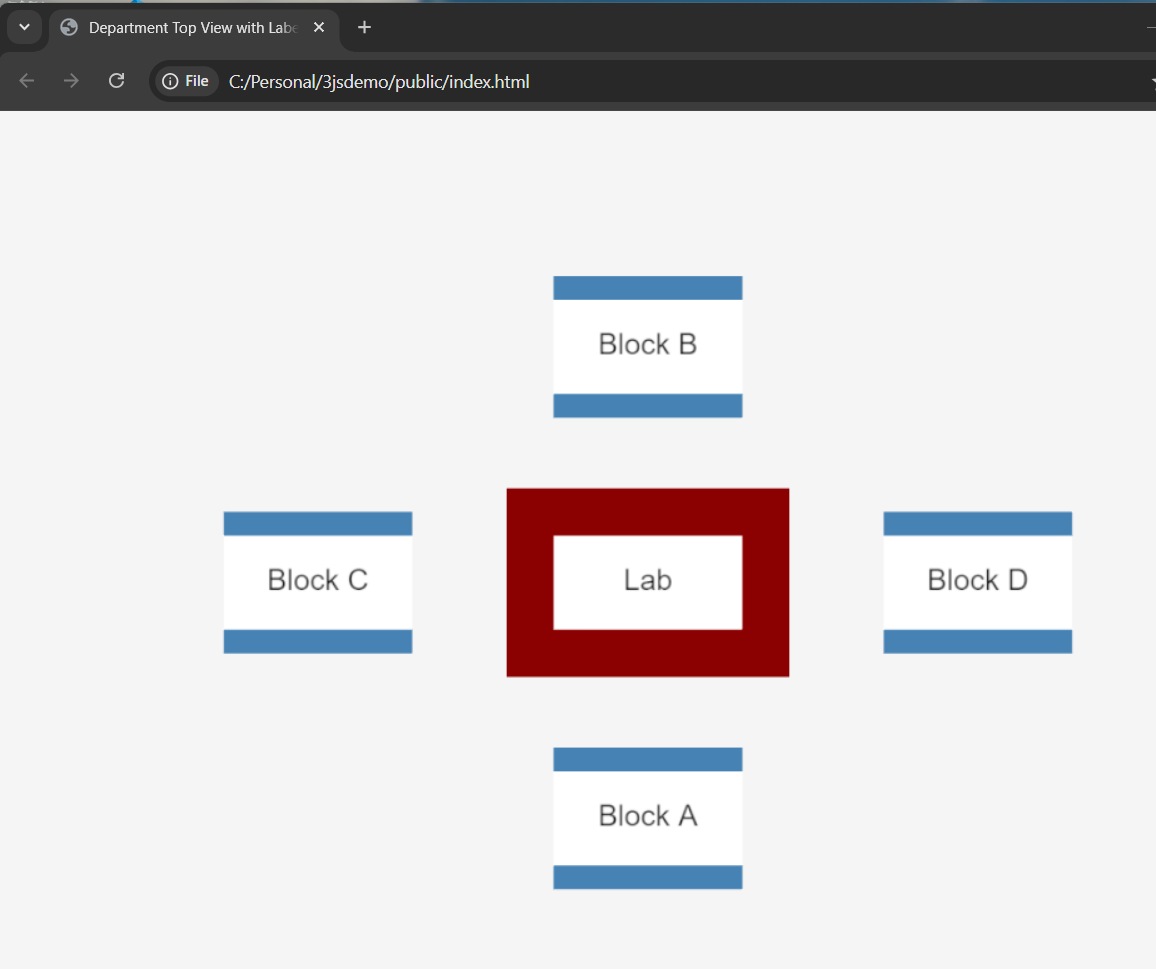 Department Top View with Labe
File
C:/Personal/3jsdemo/public/index.html
Block B
Block C
Lab
Block D
Block A